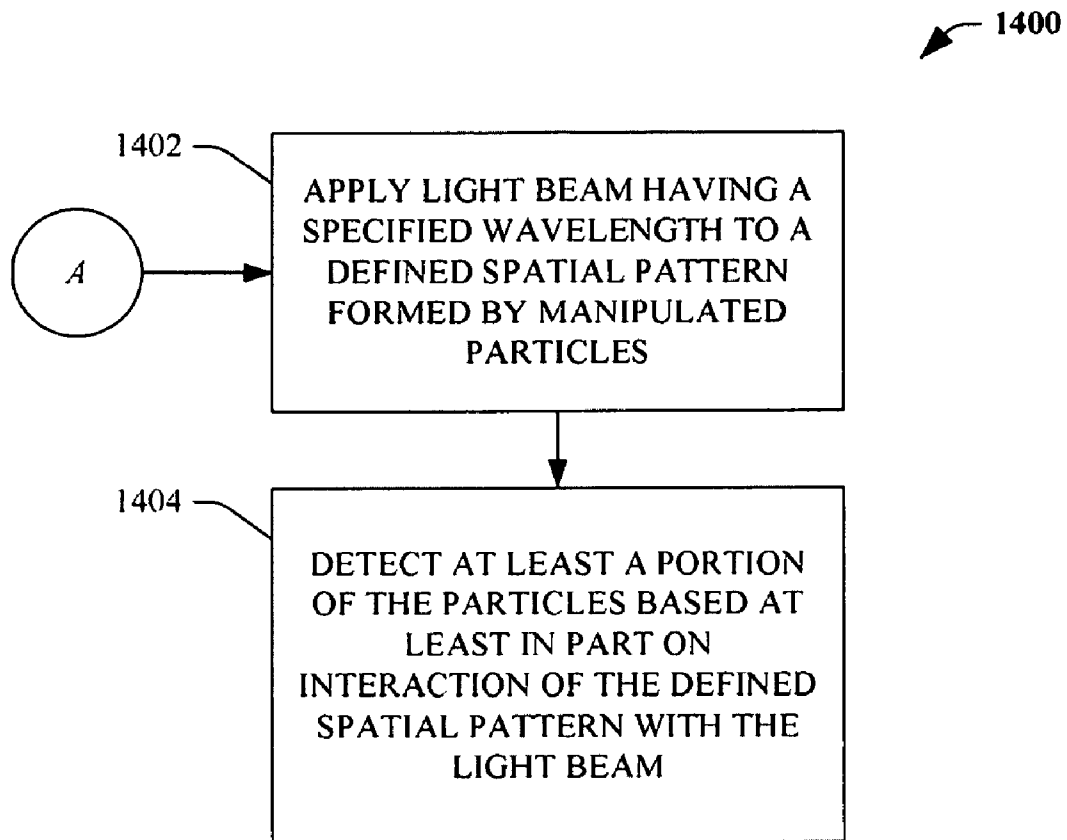 1400
1402
APPLY LIGHT BEAM HAVING A
SPECIFIED WAVELENGTH TO A
DEFINED SPATIAL PATTERN
FORMED BY MANIPULATED
PARTICLES
A
1404
DETECT AT LEAST A PORTION
OF THE PARTICLES BASED AT
LEAST IN PART ON
INTERACTION OF THE DEFINED
SPATIAL PATTERN WITH THE
LIGHT BEAM